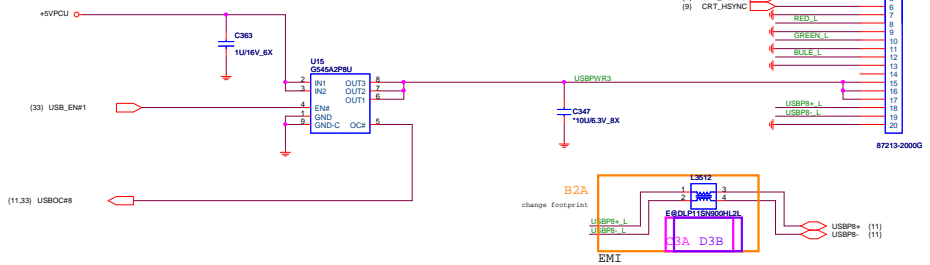 +5VPCU
C363
1U/16V_6X
U15
G545A2P8U
2 IN1 OUT3 8
3 IN2 OUT2 7
OUT1 6
4 EN#
1 GND
9 GND-C OC# 5
(33) USB_EN#1
(11,33) USBOC#8
USBPWR3
C347
*10U/6.3V_8X
(9) CRT_HSYNC
RED_L
GREEN_L
BULE_L
USBP8+_L
USBP8-_L
6
7
8
9
10
11
12
13
14
15
16
17
18
19
20
87213-2000G
B2A
change footprint
L3512
1 3
2 4
E@DLP11SN900HL2L
USBP8+_L
USBP8-_L
C3A D3B
EMI
USBP8+ (11)
USBP8- (11)